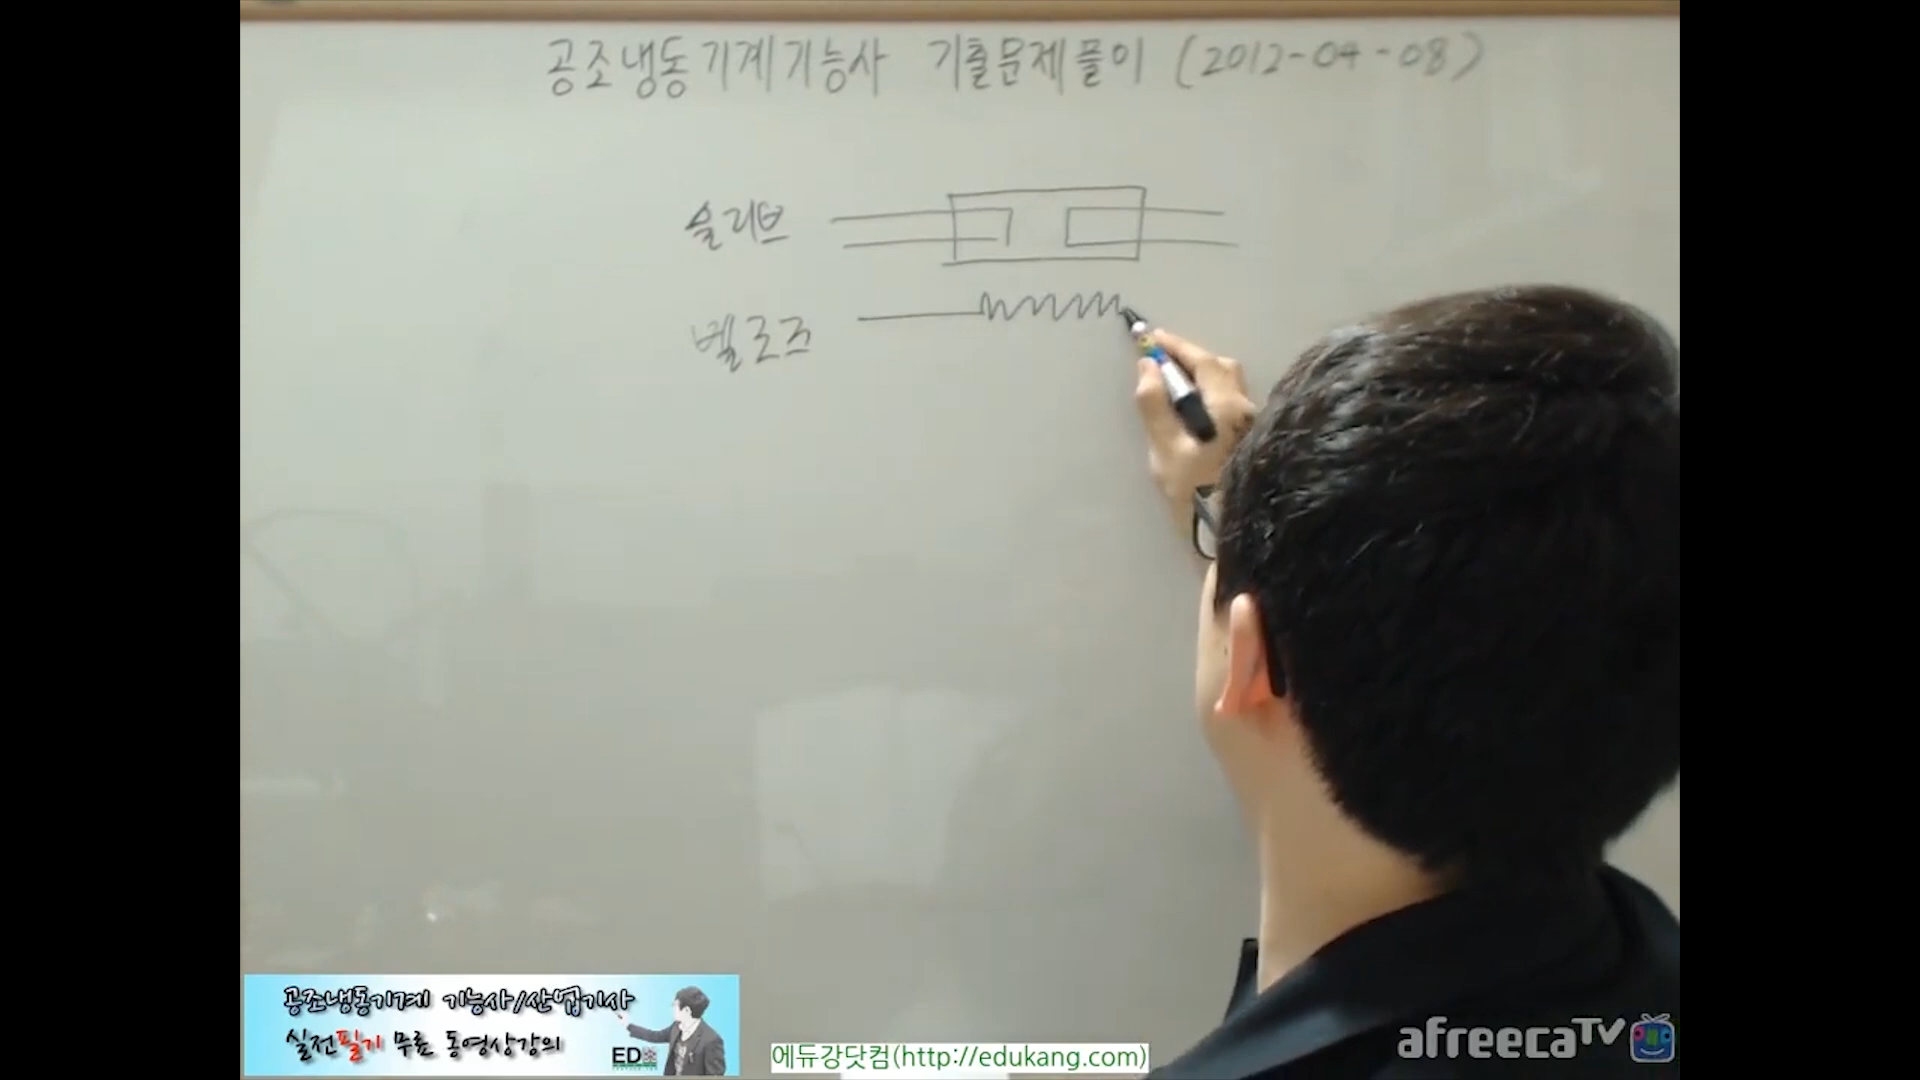 공조냉동기계기능사 기출문제풀이 (2012-04-08)
슬리브
벨로즈
공조냉동기계 기능사/산업기사
실전필기 무료 동영상강의
에듀강닷컴(http://edukang.com)
afreecaTV